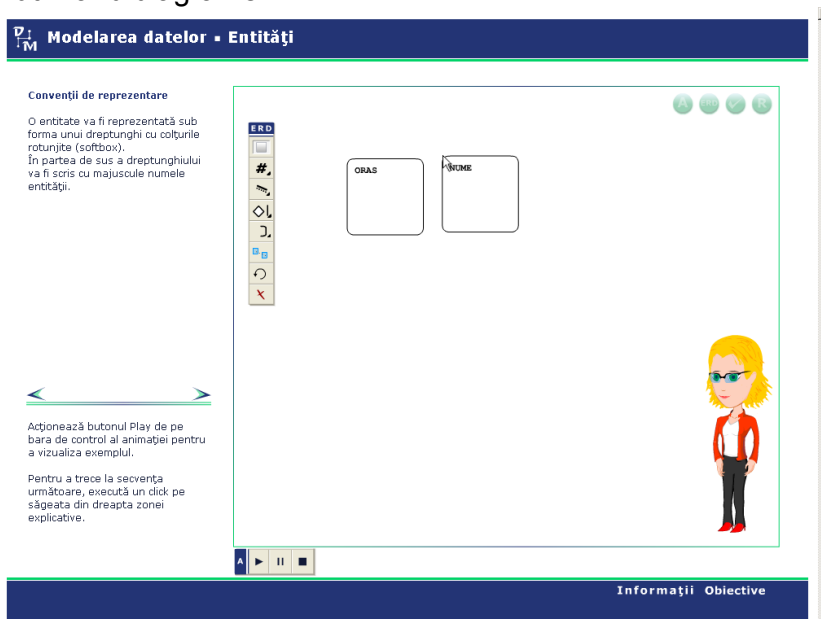 D M Modelarea datelor ▪ Entităţi
Convenţii de reprezentare
O entitate va fi reprezentată sub
forma unui dreptunghi cu colţurile
rotunjite (softbox).
În partea de sus a dreptunghiului
va fi scris cu majuscule numele
entităţii.
Acţionează butonul Play de pe
bara de control al animaţiei pentru
a vizualiza exemplul.
Pentru a trece la secvenţa
următoare, execută un click pe
săgeata din dreapta zonei
explicative.
A R
ERD
#
ORAS
NUME
A
Informaţii Obiective